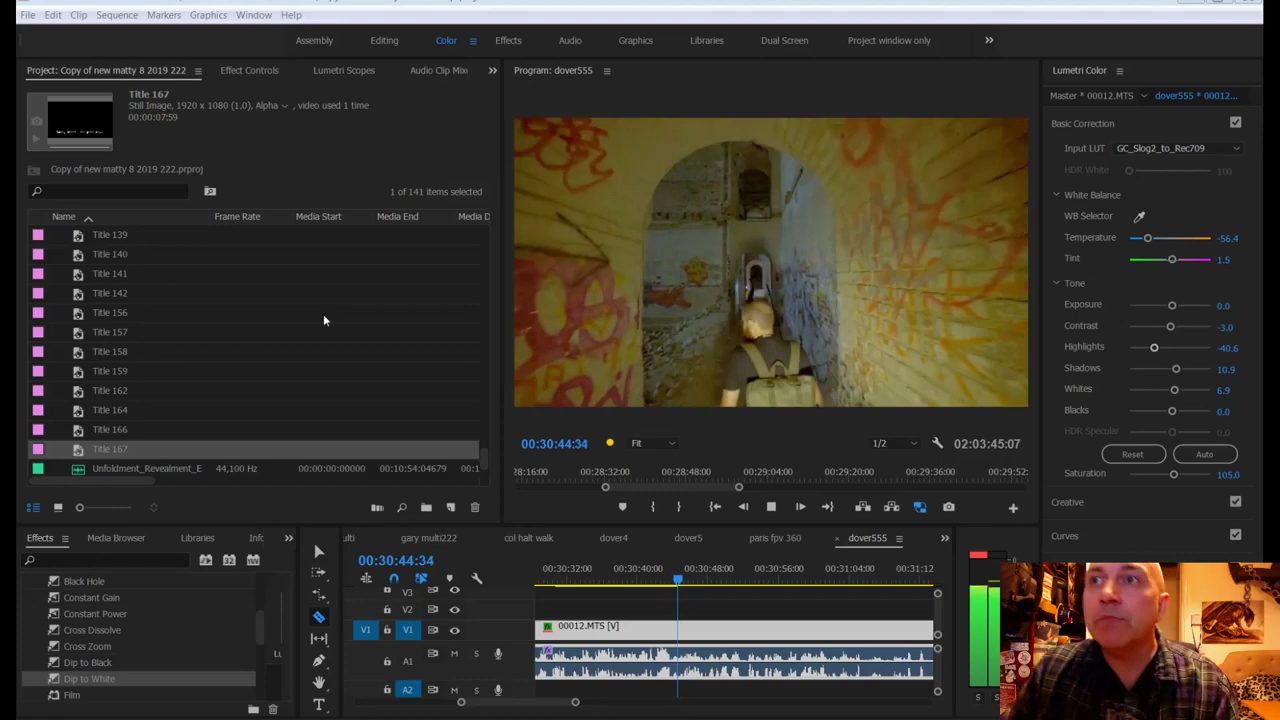 File Edit Clip Sequence Markers Graphics Window Help
Assembly Editing Color Effects Audio Graphics Libraries Dual Screen Project window only
Project: Copy of new matty 8 2019 222 Effect Controls Lumetri Scopes Audio Clip Mix
Title 167
Still Image, 1920 x 1080 (1.0), Alpha , video used 1 time
00:00:07:59
Copy of new matty 8 2019 222.prproj
1 of 141 items selected
Name Frame Rate Media Start Media End Media D
Title 139
Title 140
Title 141
Title 142
Title 156
Title 157
Title 158
Title 159
Title 162
Title 164
Title 166
Title 167
Unfoldment_Revealment_E 44,100 Hz 00:00:00:00000 00:10:54:04679 00:1
Program: dover555
00:30:44:34 Fit 1/2 02:03:45:07
0:28:16:00 00:28:32:00 00:28:48:00 00:29:04:00 00:29:20:00 00:29:36:00 00:29:52:
Lumetri Color
Master * 00012.MTS dover555 * 00012...
Basic Correction
Input LUT GC_Slog2_to_Rec709
HDR White 100
White Balance
WB Selector
Temperature -56.4
Tint 1.5
Tone
Exposure 0.0
Contrast -3.0
Highlights -40.6
Shadows 10.9
Whites 6.9
Blacks 0.0
HDR Specular 0.0
Reset Auto
Saturation 105.0
Creative
Curves
Effects Media Browser Libraries Info
32
Black Hole
Constant Gain
Constant Power
Cross Dissolve
Cross Zoom
Dip to Black
Dip to White
Film
Lu
T
ulti gary multi222 col halt walk dover4 dover5 paris fpv 360 × dover555
00:30:44:34
00:30:32:00 00:30:40:00 00:30:48:00 00:30:56:00 00:31:04:00 00:31:12
V3
V2
V1 V1 00012.MTS [V]
A1 M S
A2 M S
S S